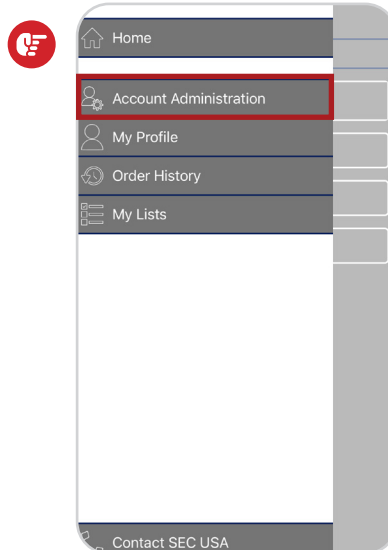 Home
Account Administration
My Profile
Order History
My Lists
Contact SEC USA